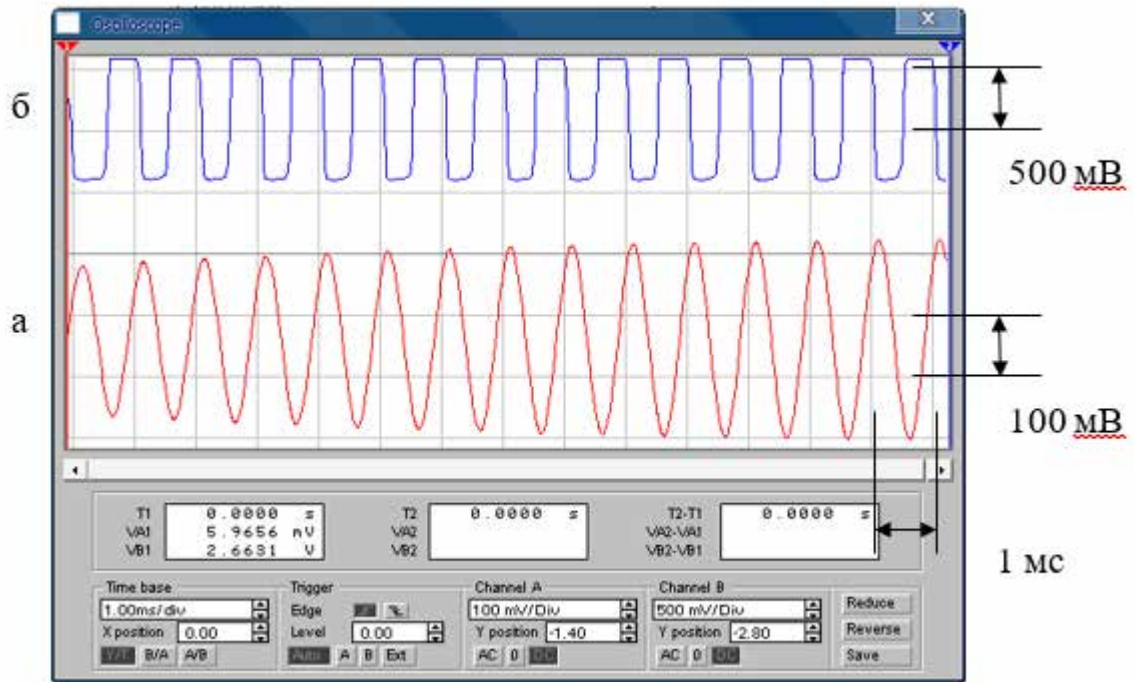 Oscilloscope
б
500 мВ
а
100 мВ
1 мс
T1 0.0000 s
VA1 5.9656 mV
VB1 2.6631 V
T2 0.0000 s
VA2
VB2
T2-T1 0.0000 s
VA2-VA1
VB2-VB1
Time base
1.00ms/div
X position 0.00
Y/T B/A A/B
Trigger
Edge
Level 0.00
Auto A B Ext
Channel A
100 mV/Div
Y position -1.40
AC 0 DC
Channel B
500 mV/Div
Y position -2.80
AC 0 DC
Reduce
Reverse
Save